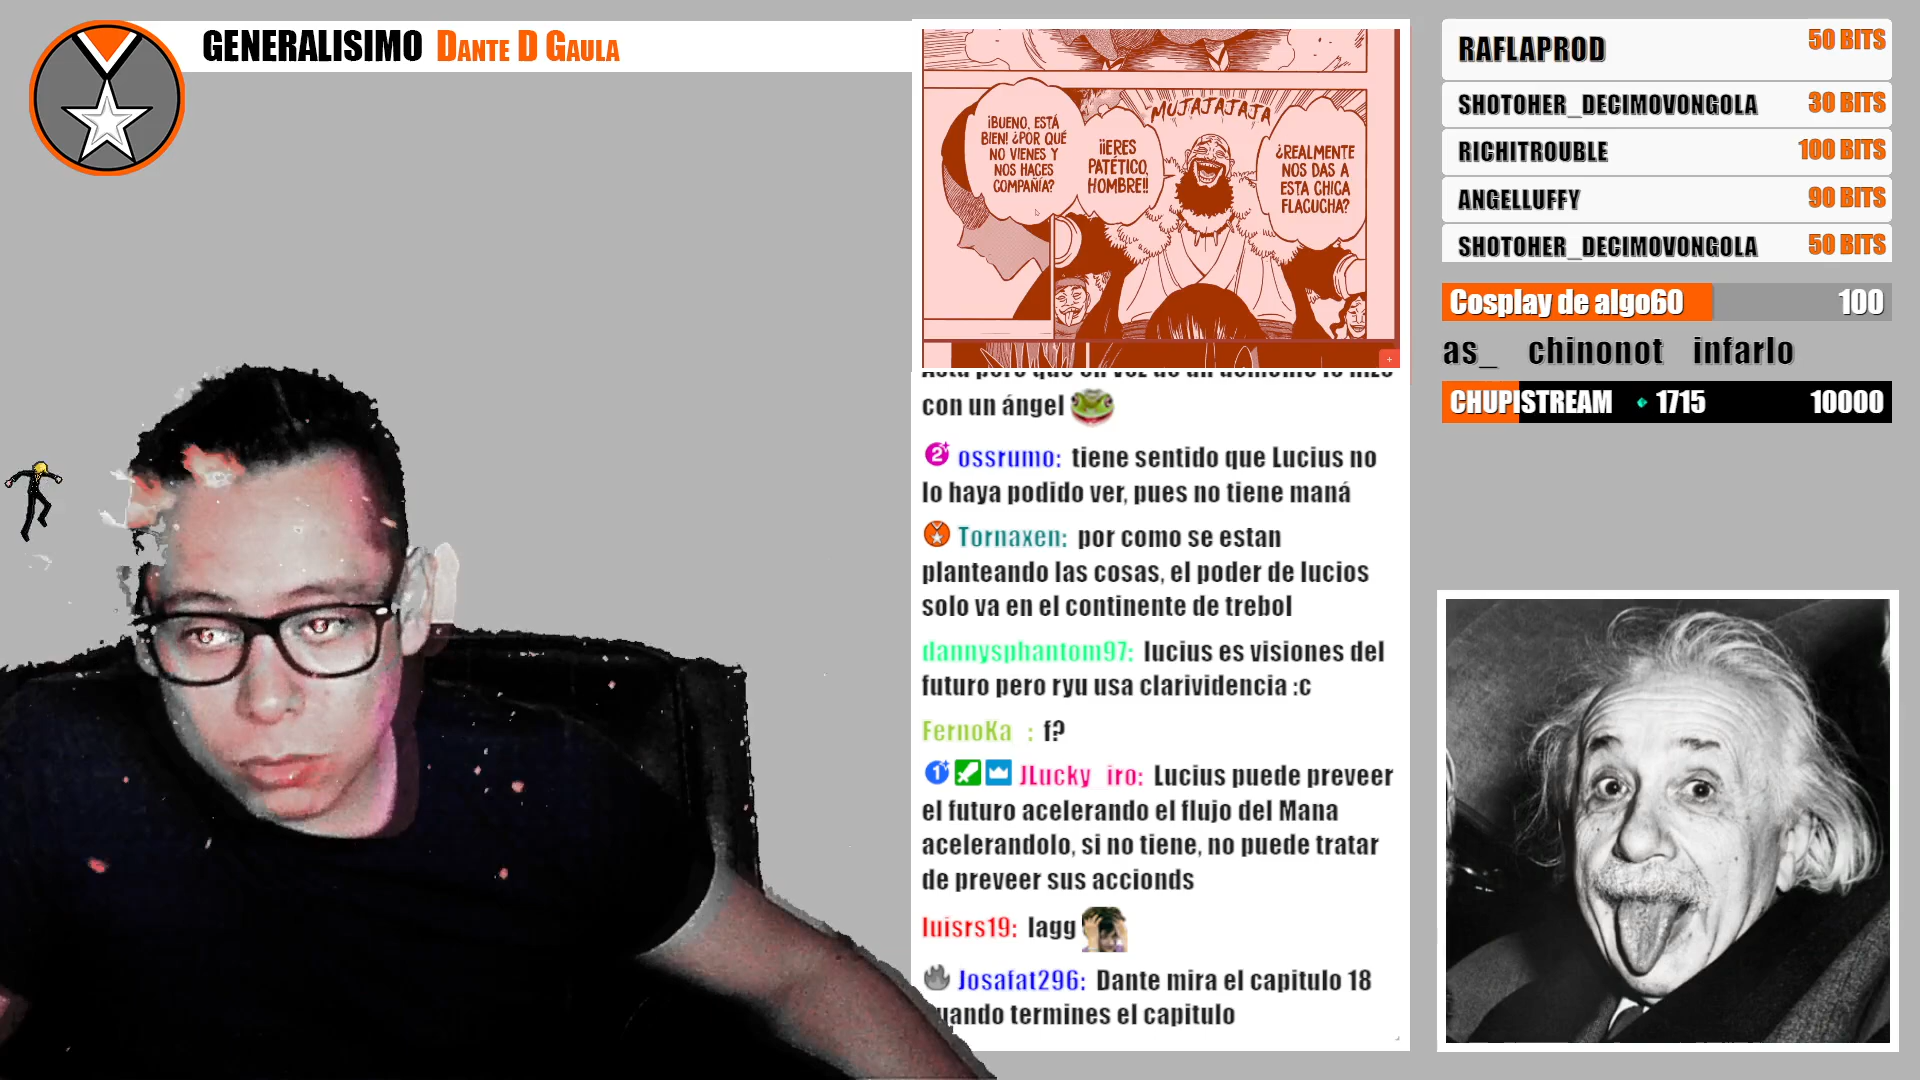 GENERALISIMO Dante D Gaula
¡BUENO, ESTÁ
BIEN! ¿POR QUÉ
NO VIENES Y
NOS HACES
COMPAÑÍA?
¡¡ERES
PATÉTICO,
HOMBRE!!
MUJAJAJAJA
¿REALMENTE
NOS DAS A
ESTA CHICA
FLACUCHA?
con un ángel
2 ossrumo: tiene sentido que Lucius no
lo haya podido ver, pues no tiene maná
Tornaxen: por como se estan
planteando las cosas, el poder de lucios
solo va en el continente de trebol
dannysphantom97: lucius es visiones del
futuro pero ryu usa clarividencia :c
FernoKa : f?
1 JLucky iro: Lucius puede preveer
el futuro acelerando el flujo del Mana
acelerandolo, si no tiene, no puede tratar
de preveer sus accionds
luisrs19: lagg
Josafat296: Dante mira el capitulo 18
uando termines el capitulo
RAFLAPROD 50 BITS
SHOTOHER_DECIMOVONGOLA 30 BITS
RICHITROUBLE 100 BITS
ANGELLUFFY 90 BITS
SHOTOHER_DECIMOVONGOLA 50 BITS
Cosplay de algo60 100
as_ chinonot infarlo
CHUPISTREAM 1715 10000